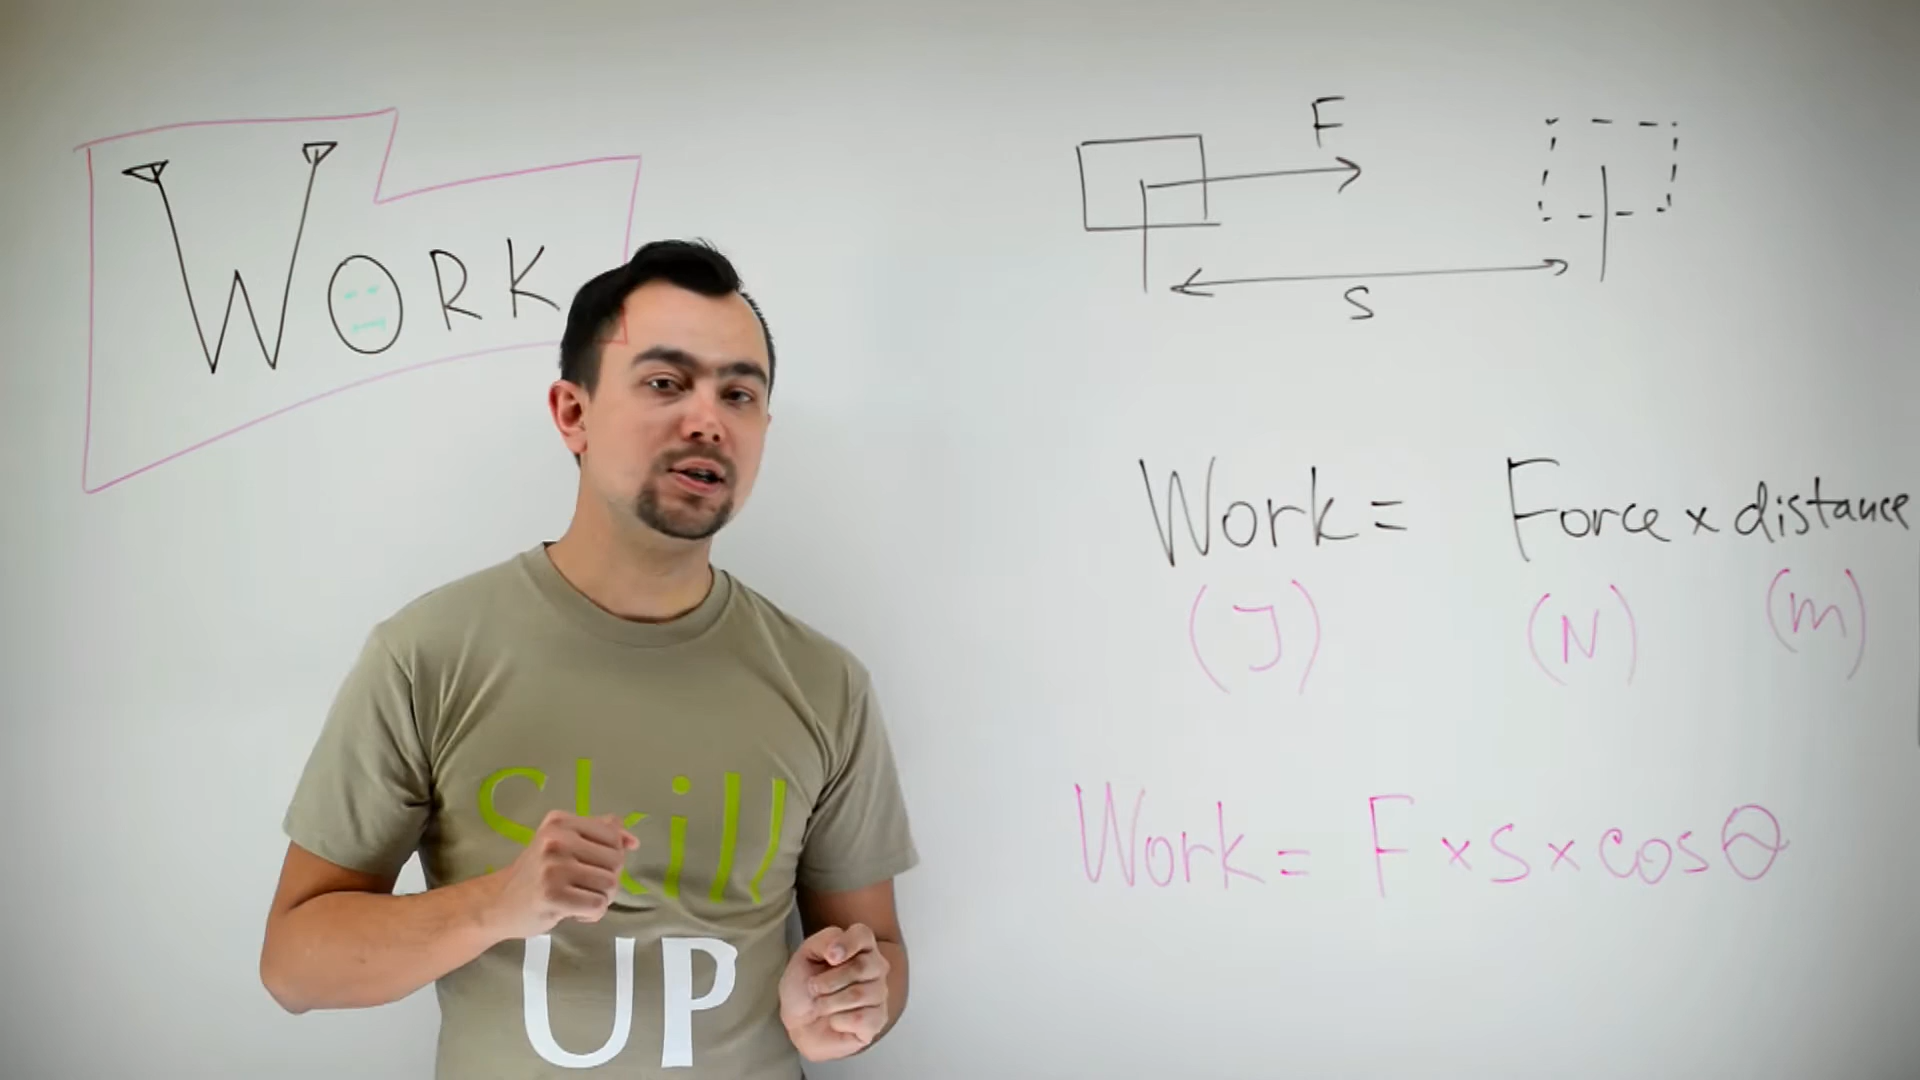 WORK
F
S
Work = Force x distance
(J) (N) (m)
Work = F x s x cos θ
Skill
UP